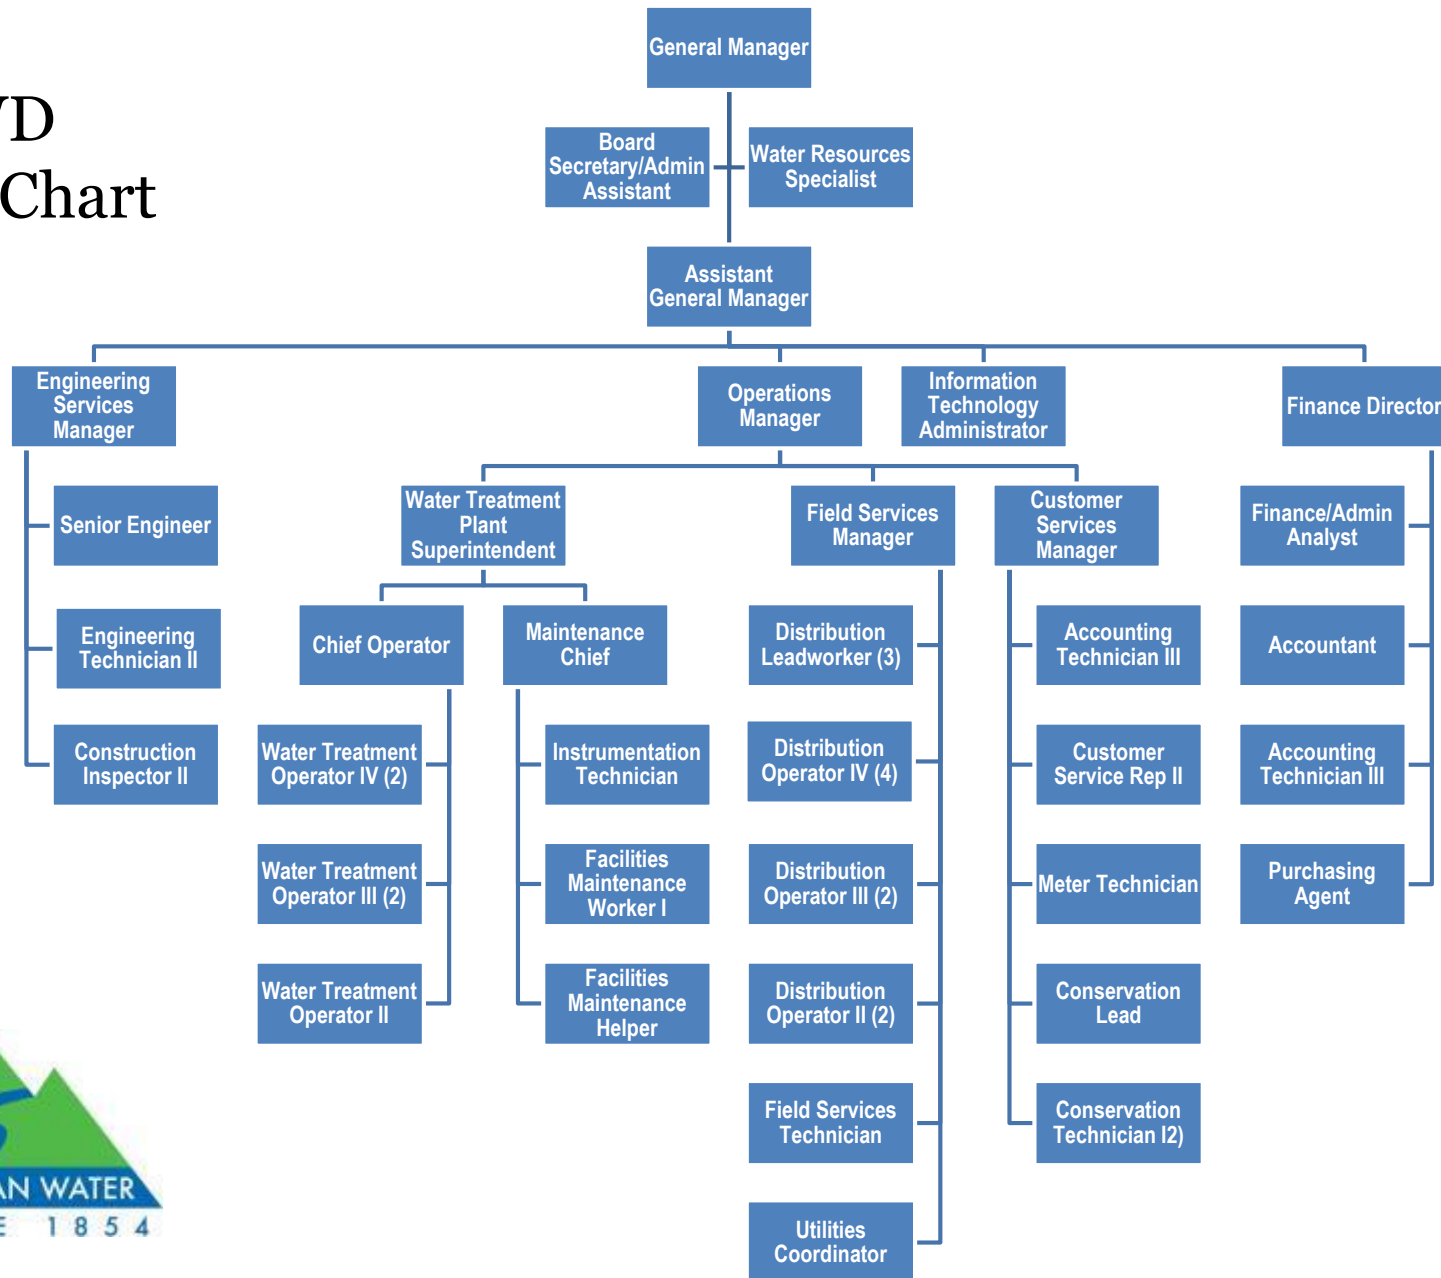 General Manager
VD
Chart
Board
Secretary/Admin
Assistant
Water Resources
Specialist
Assistant
General Manager
Engineering
Services
Manager
Operations
Manager
Information
Technology
Administrator
Finance Director
Senior Engineer
Engineering
Technician II
Construction
Inspector II
Water Treatment
Plant
Superintendent
Field Services
Manager
Customer
Services
Manager
Finance/Admin
Analyst
Accountant
Accounting
Technician III
Purchasing
Agent
Chief Operator
Maintenance
Chief
Water Treatment
Operator IV (2)
Water Treatment
Operator III (2)
Water Treatment
Operator II
Instrumentation
Technician
Facilities
Maintenance
Worker I
Facilities
Maintenance
Helper
Distribution
Leadworker (3)
Distribution
Operator IV (4)
Distribution
Operator III (2)
Distribution
Operator II (2)
Field Services
Technician
Utilities
Coordinator
Accounting
Technician III
Customer
Service Rep II
Meter Technician
Conservation
Lead
Conservation
Technician I2)
AN WATER
E 1854